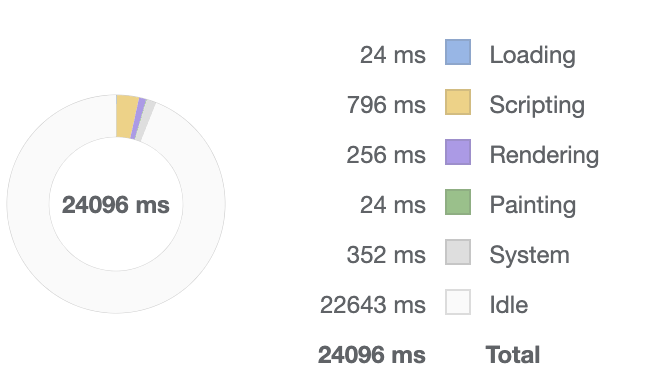 24 ms Loading
796 ms Scripting
256 ms Rendering
24096 ms
24 ms Painting
352 ms System
22643 ms Idle
24096 ms Total